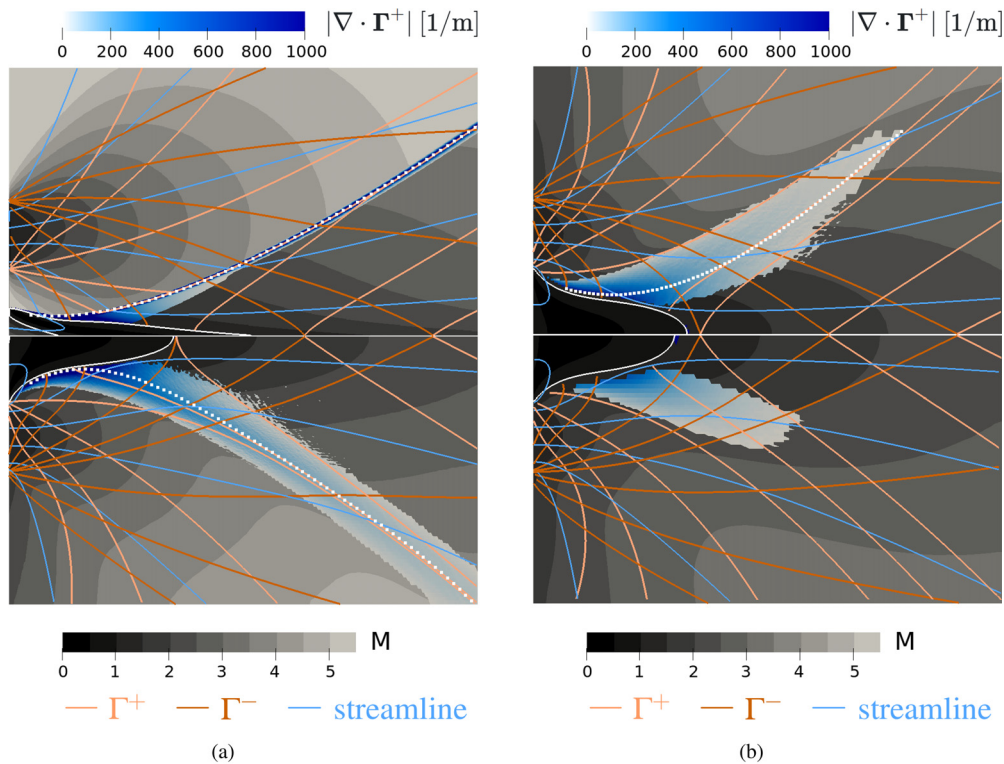 |∇ · Γ⁺| [1/m]
0 200 400 600 800 1000
|∇ · Γ⁺| [1/m]
0 200 400 600 800 1000
M
0 1 2 3 4 5
Γ⁺ Γ⁻ streamline
(a)
M
0 1 2 3 4 5
Γ⁺ Γ⁻ streamline
(b)